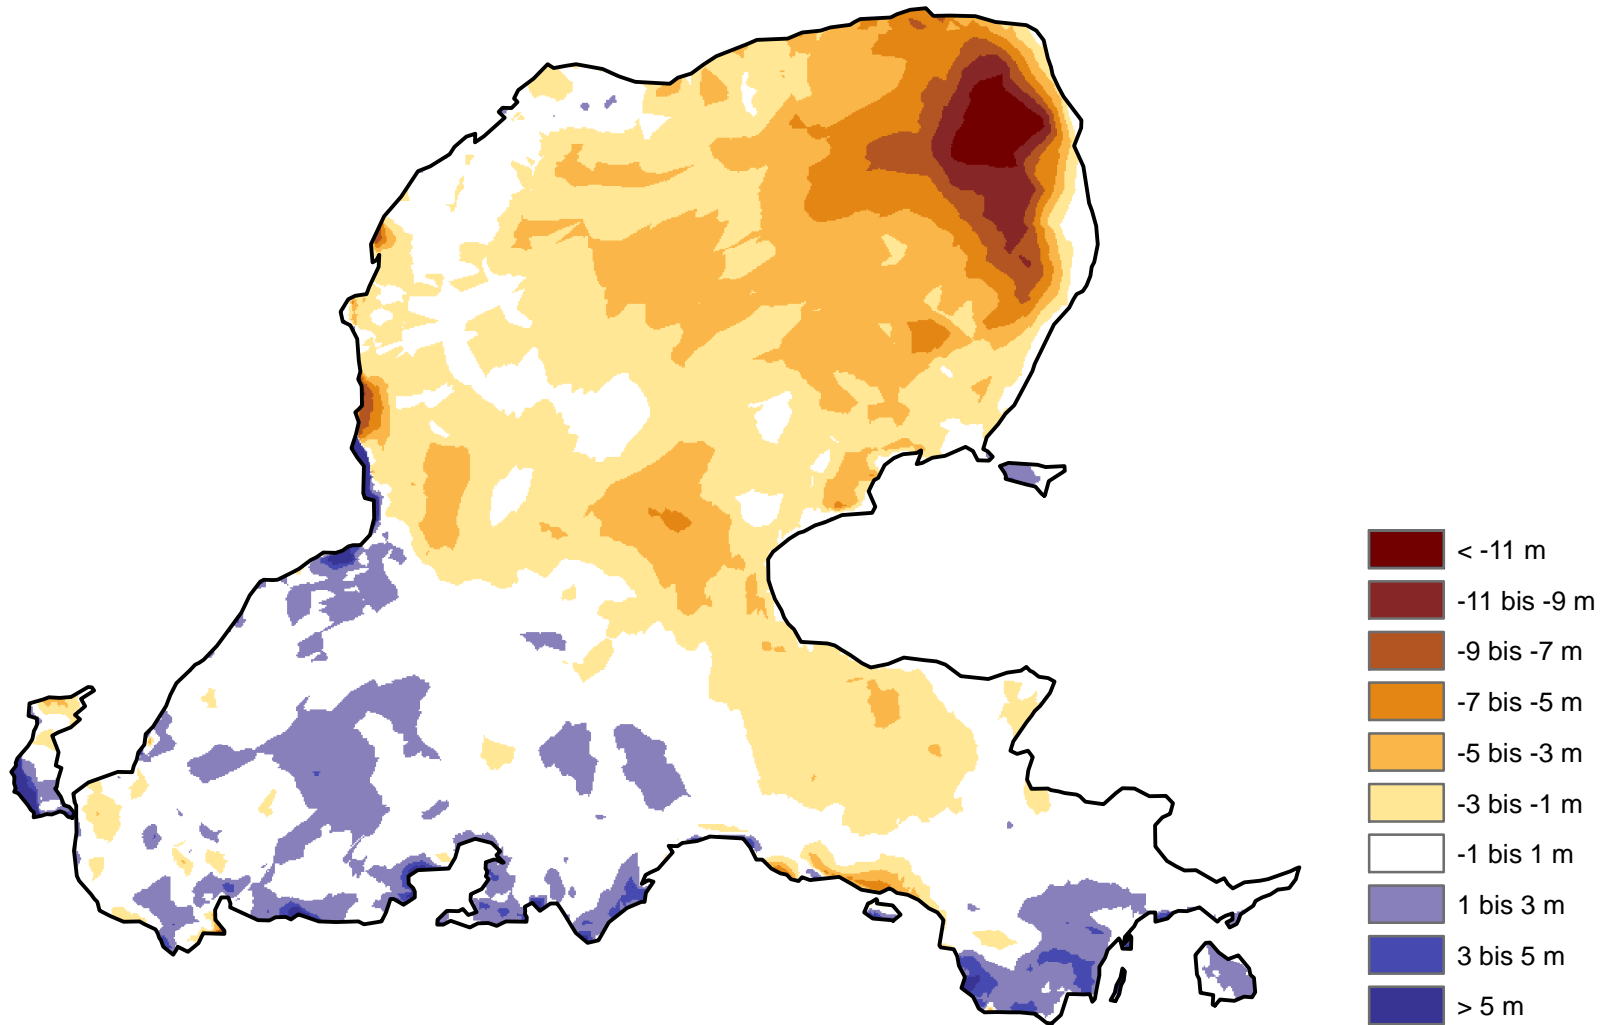 < -11 m
-11 bis -9 m
-9 bis -7 m
-7 bis -5 m
-5 bis -3 m
-3 bis -1 m
-1 bis 1 m
1 bis 3 m
3 bis 5 m
> 5 m